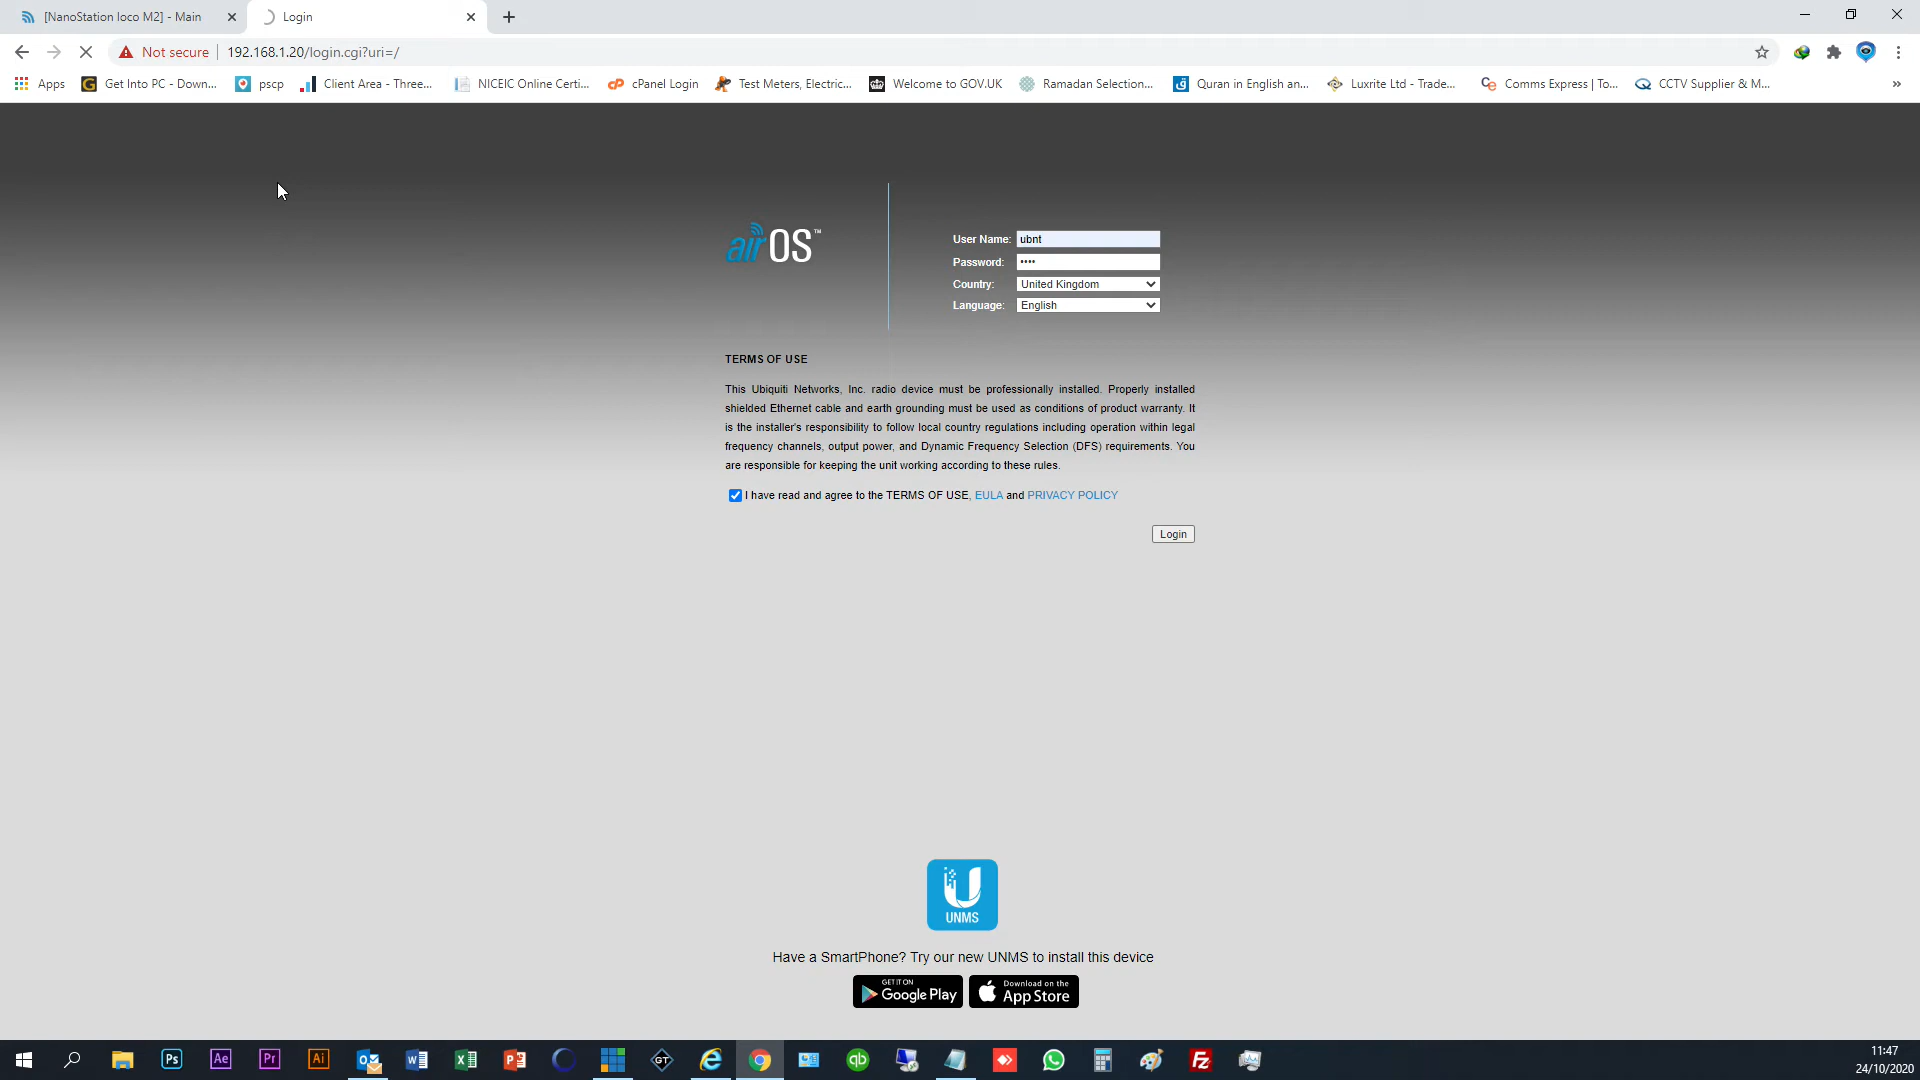 [NanoStation loco M2] - Main
Login
Not secure
192.168.1.20/login.cgi?uri=/
Apps
Get Into PC - Down...
pscp
Client Area - Three...
NICEIC Online Certi...
cPanel Login
Test Meters, Electric...
Welcome to GOV.UK
Ramadan Selection...
Quran in English an...
Luxrite Ltd - Trade...
Comms Express | To...
CCTV Supplier & M...
»
airOS™
User Name: ubnt
Password: ••••
Country: United Kingdom
Language: English
TERMS OF USE
This Ubiquiti Networks, Inc. radio device must be professionally installed. Properly installed
shielded Ethernet cable and earth grounding must be used as conditions of product warranty. It
is the installer's responsibility to follow local country regulations including operation within legal
frequency channels, output power, and Dynamic Frequency Selection (DFS) requirements. You
are responsible for keeping the unit working according to these rules.
I have read and agree to the TERMS OF USE, EULA and PRIVACY POLICY
Login
U
UNMS
Have a SmartPhone? Try our new UNMS to install this device
GET IT ON
Google Play
Download on the
App Store
Ps
Ae
Pr
Ai
GT
qb
Fz
11:47
24/10/2020